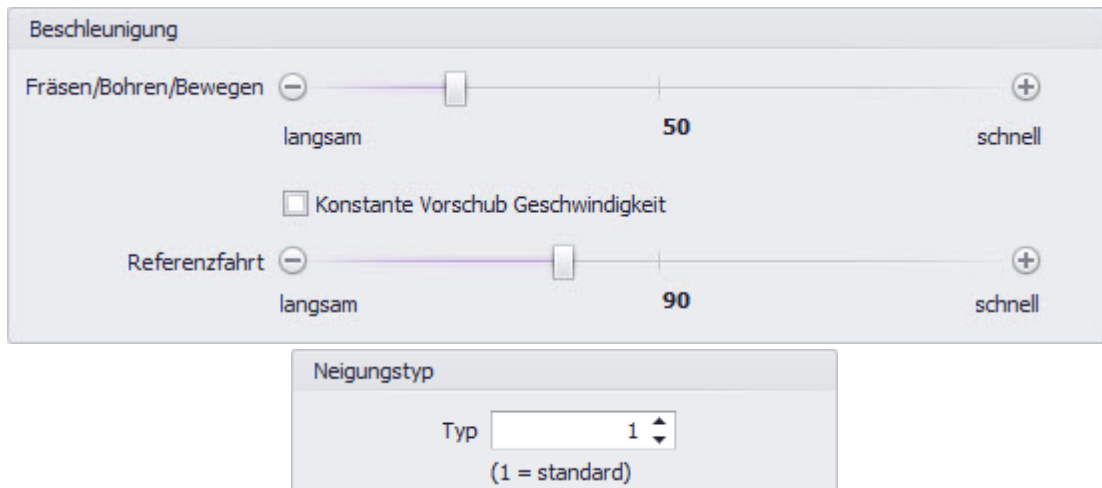 Beschleunigung
Fräsen/Bohren/Bewegen
langsam 50 schnell
Konstante Vorschub Geschwindigkeit
Referenzfahrt
langsam 90 schnell
Neigungstyp
Typ 1
(1 = standard)